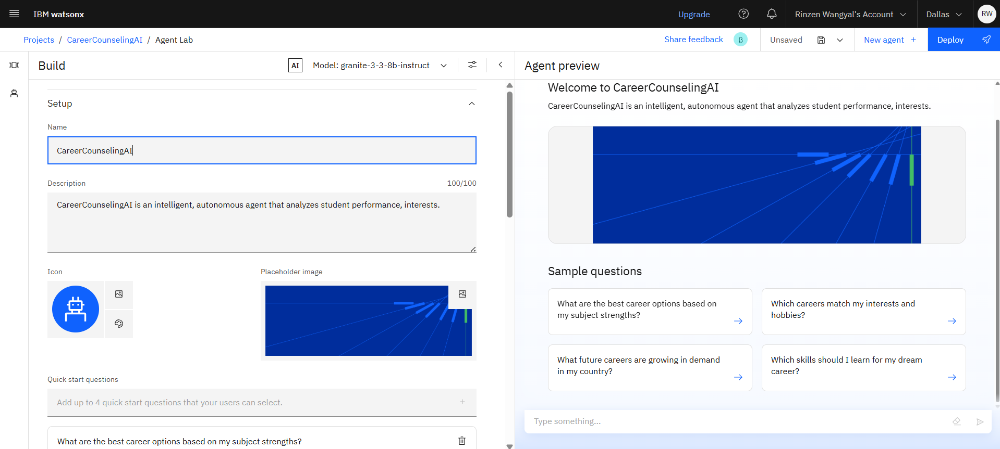 IBM watsonx
Upgrade
Rinzen Wangyal's Account
Dallas
RW
Projects / CareerCounselingAI / Agent Lab
Share feedback
β
Unsaved
New agent +
Deploy
Build
AI
Model: granite-3-3-8b-instruct
Setup
Name
CareerCounselingAI
Description
100/100
CareerCounselingAI is an intelligent, autonomous agent that analyzes student performance, interests.
Icon
Placeholder image
Quick start questions
Add up to 4 quick start questions that your users can select.
What are the best career options based on my subject strengths?
Agent preview
Welcome to CareerCounselingAI
CareerCounselingAI is an intelligent, autonomous agent that analyzes student performance, interests.
Sample questions
What are the best career options based on
my subject strengths?
Which careers match my interests and
hobbies?
What future careers are growing in demand
in my country?
Which skills should I learn for my dream
career?
Type something...